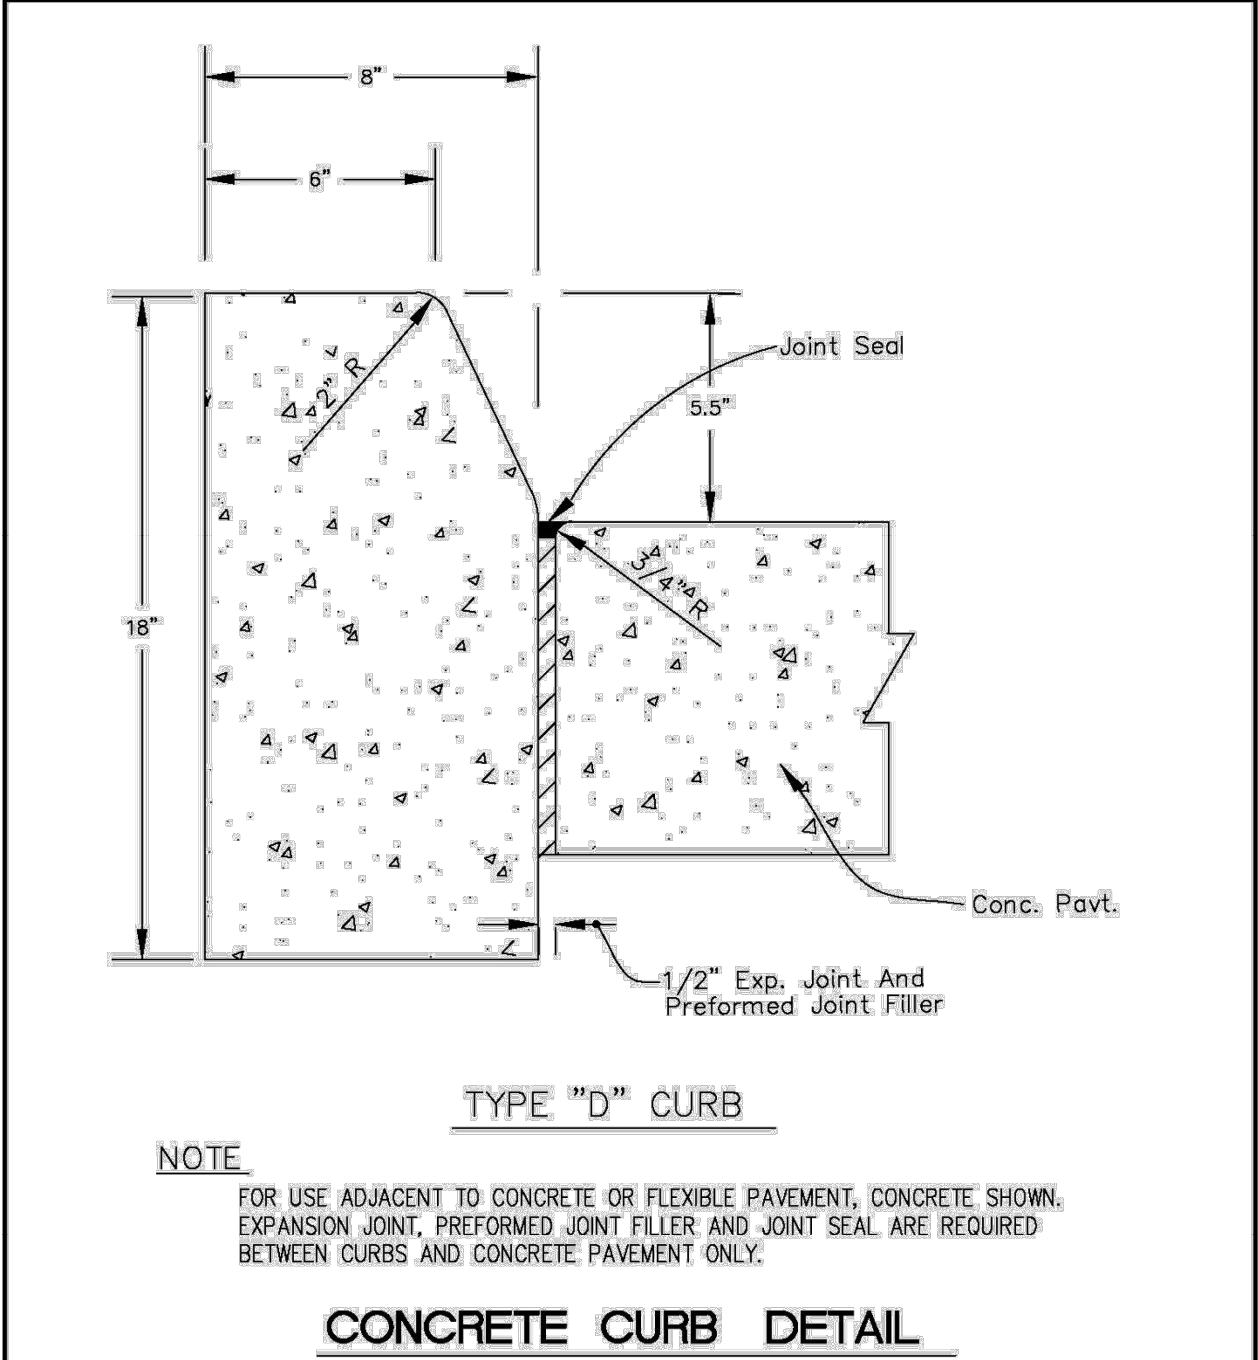 8"
6"
Joint Seal
2" R
5.5"
3/4" R
18"
Conc. Pavt.
1/2" Exp. Joint And
Preformed Joint Filler
TYPE "D" CURB
NOTE
FOR USE ADJACENT TO CONCRETE OR FLEXIBLE PAVEMENT, CONCRETE SHOWN.
EXPANSION JOINT, PREFORMED JOINT FILLER AND JOINT SEAL ARE REQUIRED
BETWEEN CURBS AND CONCRETE PAVEMENT ONLY.
CONCRETE CURB DETAIL